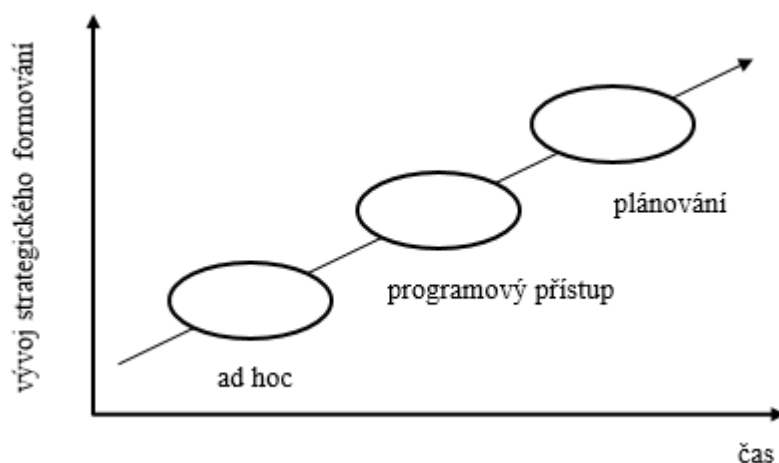 vývoj strategického formování
plánování
programový přístup
ad hoc
čas